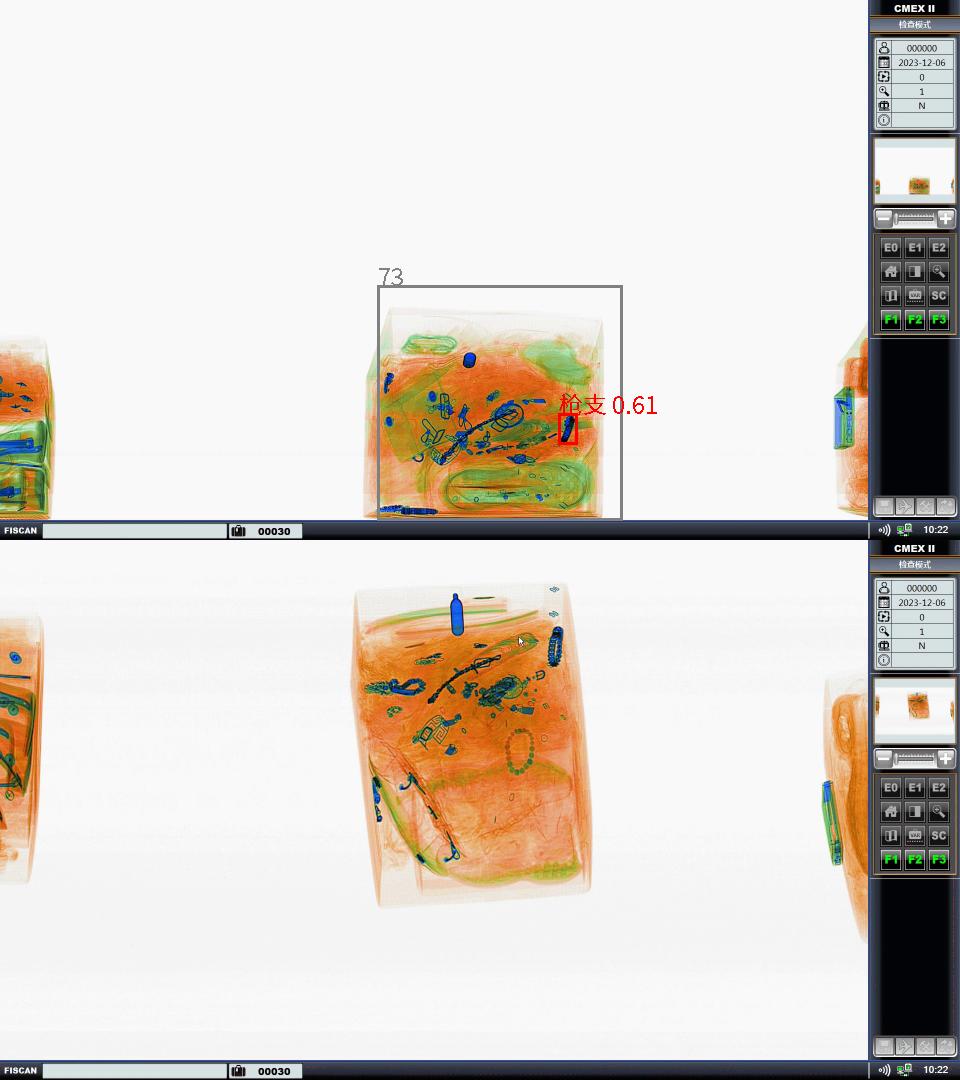 CMEX II
检查模式
000000
2023-12-06
0
1
N
73
枪支 0.61
E0 E1 E2
VAR SC
F1 F2 F3
FISCAN 00030 10:22
CMEX II
检查模式
000000
2023-12-06
0
1
N
E0 E1 E2
VAR SC
F1 F2 F3
FISCAN 00030 10:22